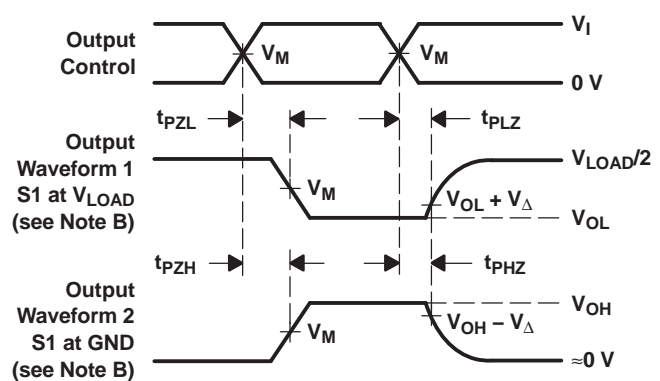 Output
Control
V_M
V_M
V_I
0 V
t_PZL
t_PLZ
Output
Waveform 1
S1 at V_LOAD
(see Note B)
V_M
V_LOAD/2
V_OL + V_Δ
V_OL
t_PZH
t_PHZ
Output
Waveform 2
S1 at GND
(see Note B)
V_M
V_OH
V_OH – V_Δ
≈0 V